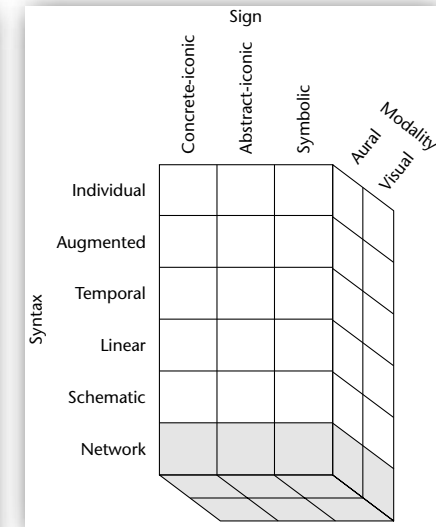 Sign
Concrete-iconic
Abstract-iconic
Symbolic
Modality
Aural
Visual
Syntax
Individual
Augmented
Temporal
Linear
Schematic
Network